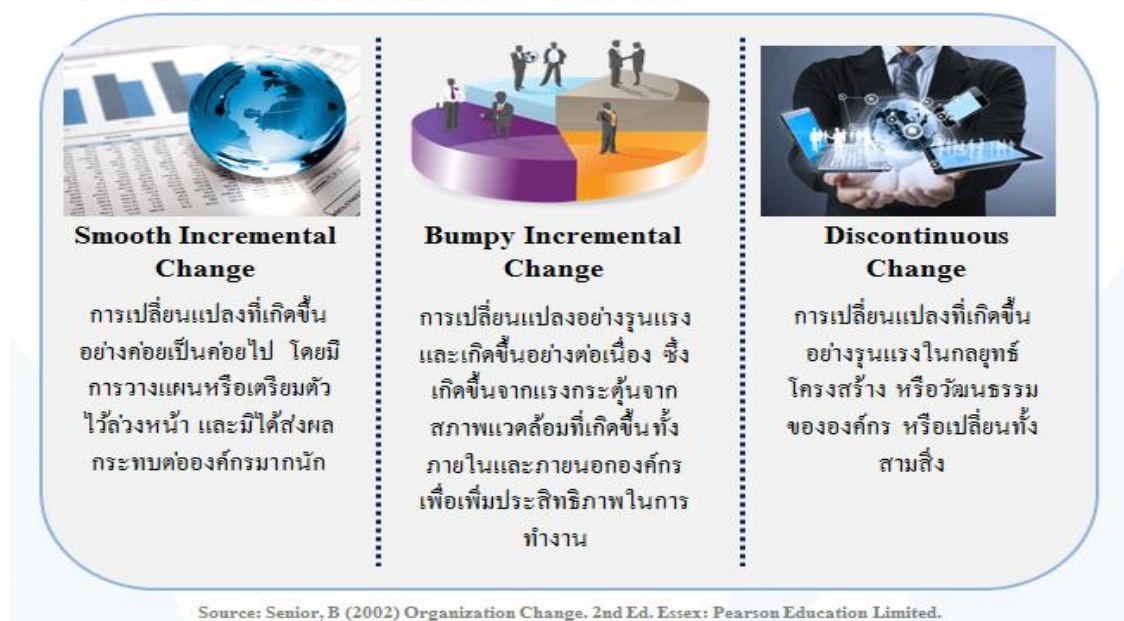 Smooth Incremental
Change
การเปลี่ยนแปลงที่เกิดขึ้น
อย่างค่อยเป็นค่อยไป โดยมี
การวางแผนหรือเตรียมตัว
ไว้ล่วงหน้า และมิได้ส่งผล
กระทบต่อองค์กรมากนัก
Bumpy Incremental
Change
การเปลี่ยนแปลงอย่างรุนแรง
และเกิดขึ้นอย่างต่อเนื่อง ซึ่ง
เกิดขึ้นจากแรงกระตุ้นจาก
สภาพแวดล้อมที่เกิดขึ้น ทั้ง
ภายในและภายนอกองค์กร
เพื่อเพิ่มประสิทธิภาพในการ
ทำงาน
Discontinuous
Change
การเปลี่ยนแปลงที่เกิดขึ้น
อย่างรุนแรงในกลยุทธ์
โครงสร้าง หรือวัฒนธรรม
ขององค์กร หรือเปลี่ยนทั้ง
สามสิ่ง
Source: Senior, B (2002) Organization Change. 2nd Ed. Essex: Pearson Education Limited.